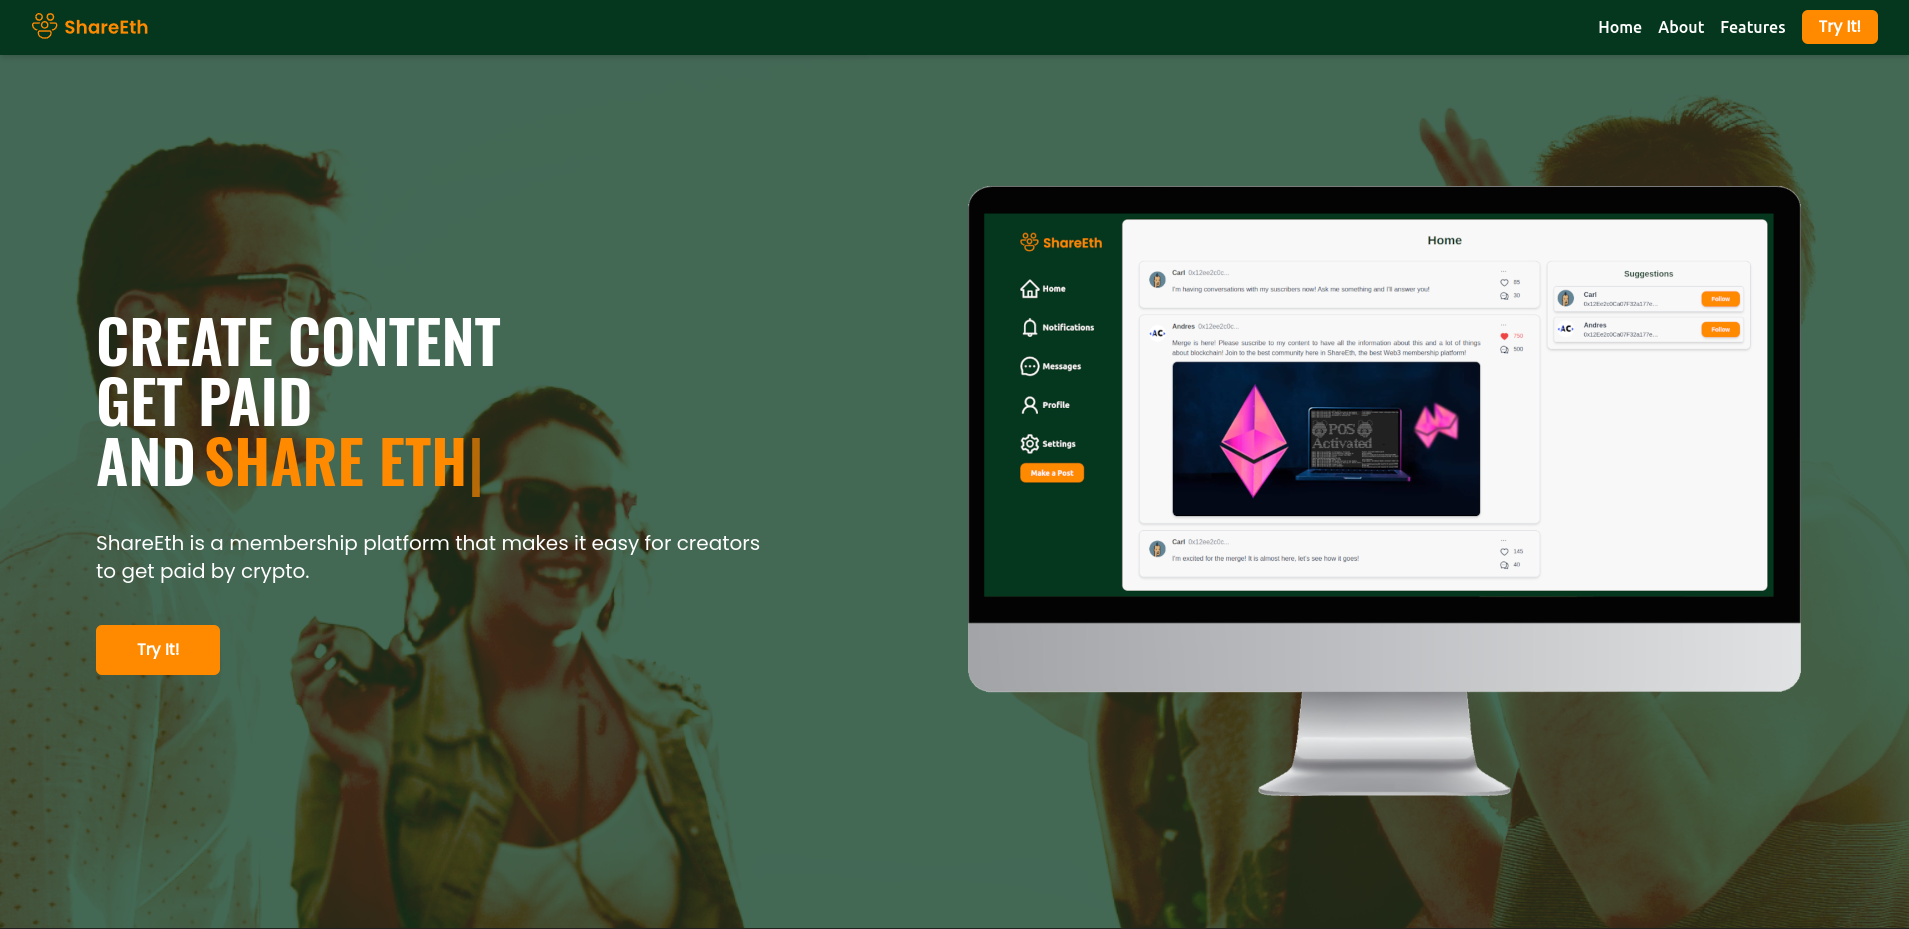 ShareEth
Home About Features Try It!
CREATE CONTENT
GET PAID
AND SHARE ETH|
ShareEth is a membership platform that makes it easy for creators
to get paid by crypto.
Try It!
ShareEth
Home
Notifications
Messages
Profile
Settings
Make a Post
Home
Carl 0x12ee2c0c...
I'm having conversations with my suscribers now! Ask me something and I'll answer you!
...
85
30
Andres 0x12ee2c0c...
Merge is here! Please suscribe to my content to have all the information about this and a lot of things
about blockchain! Join to the best community here in ShareEth, the best Web3 membership platform!
...
750
500
POS
Activated
Carl 0x12ee2c0c...
I'm excited for the merge! It is almost here, let's see how it goes!
...
145
40
Suggestions
Carl
0x12Ee2c0Ca07F32a177e...
Follow
AC
Andres
0x12Ee2c0Ca07F32a177e...
Follow